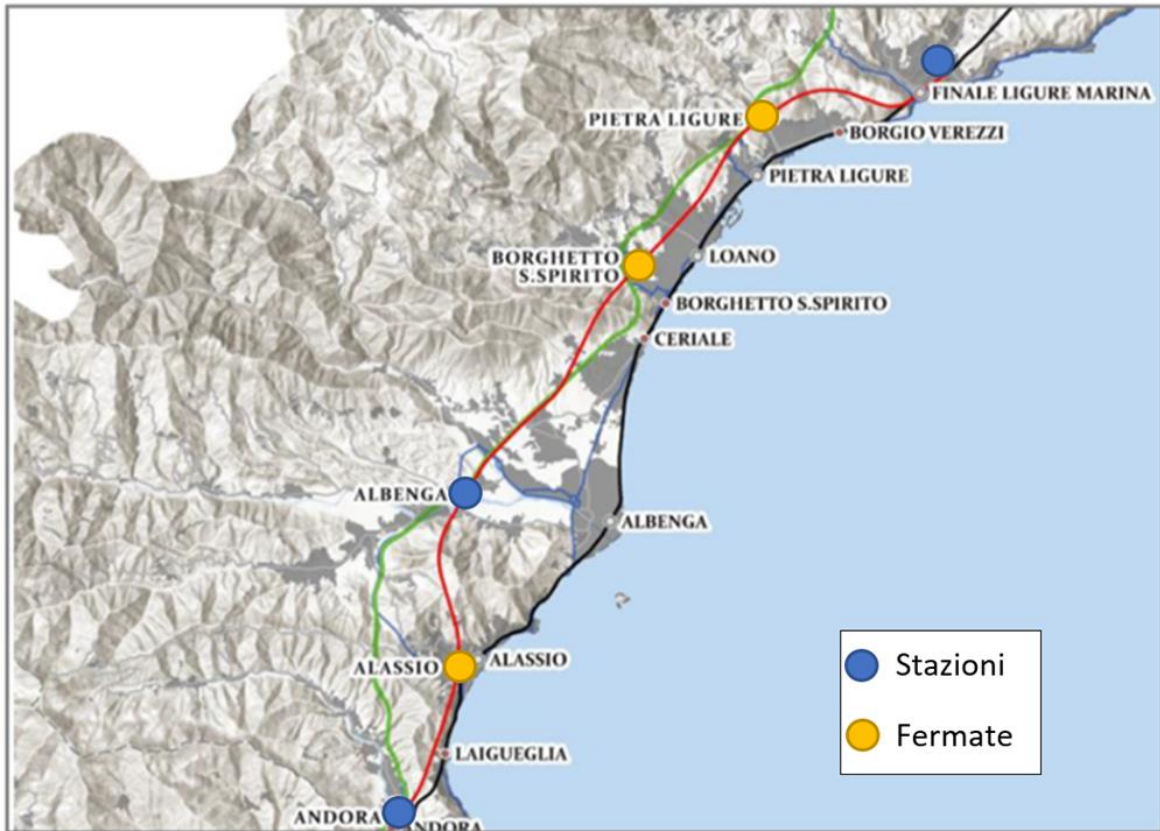 FINALE LIGURE MARINA
PIETRA LIGURE
BORGIO VEREZZI
PIETRA LIGURE
BORGHETTO
S.SPIRITO
LOANO
BORGHETTO S.SPIRITO
CERIALE
ALBENGA
ALBENGA
ALASSIO
ALASSIO
LAIGUEGLIA
ANDORA
ANDORA
Stazioni
Fermate